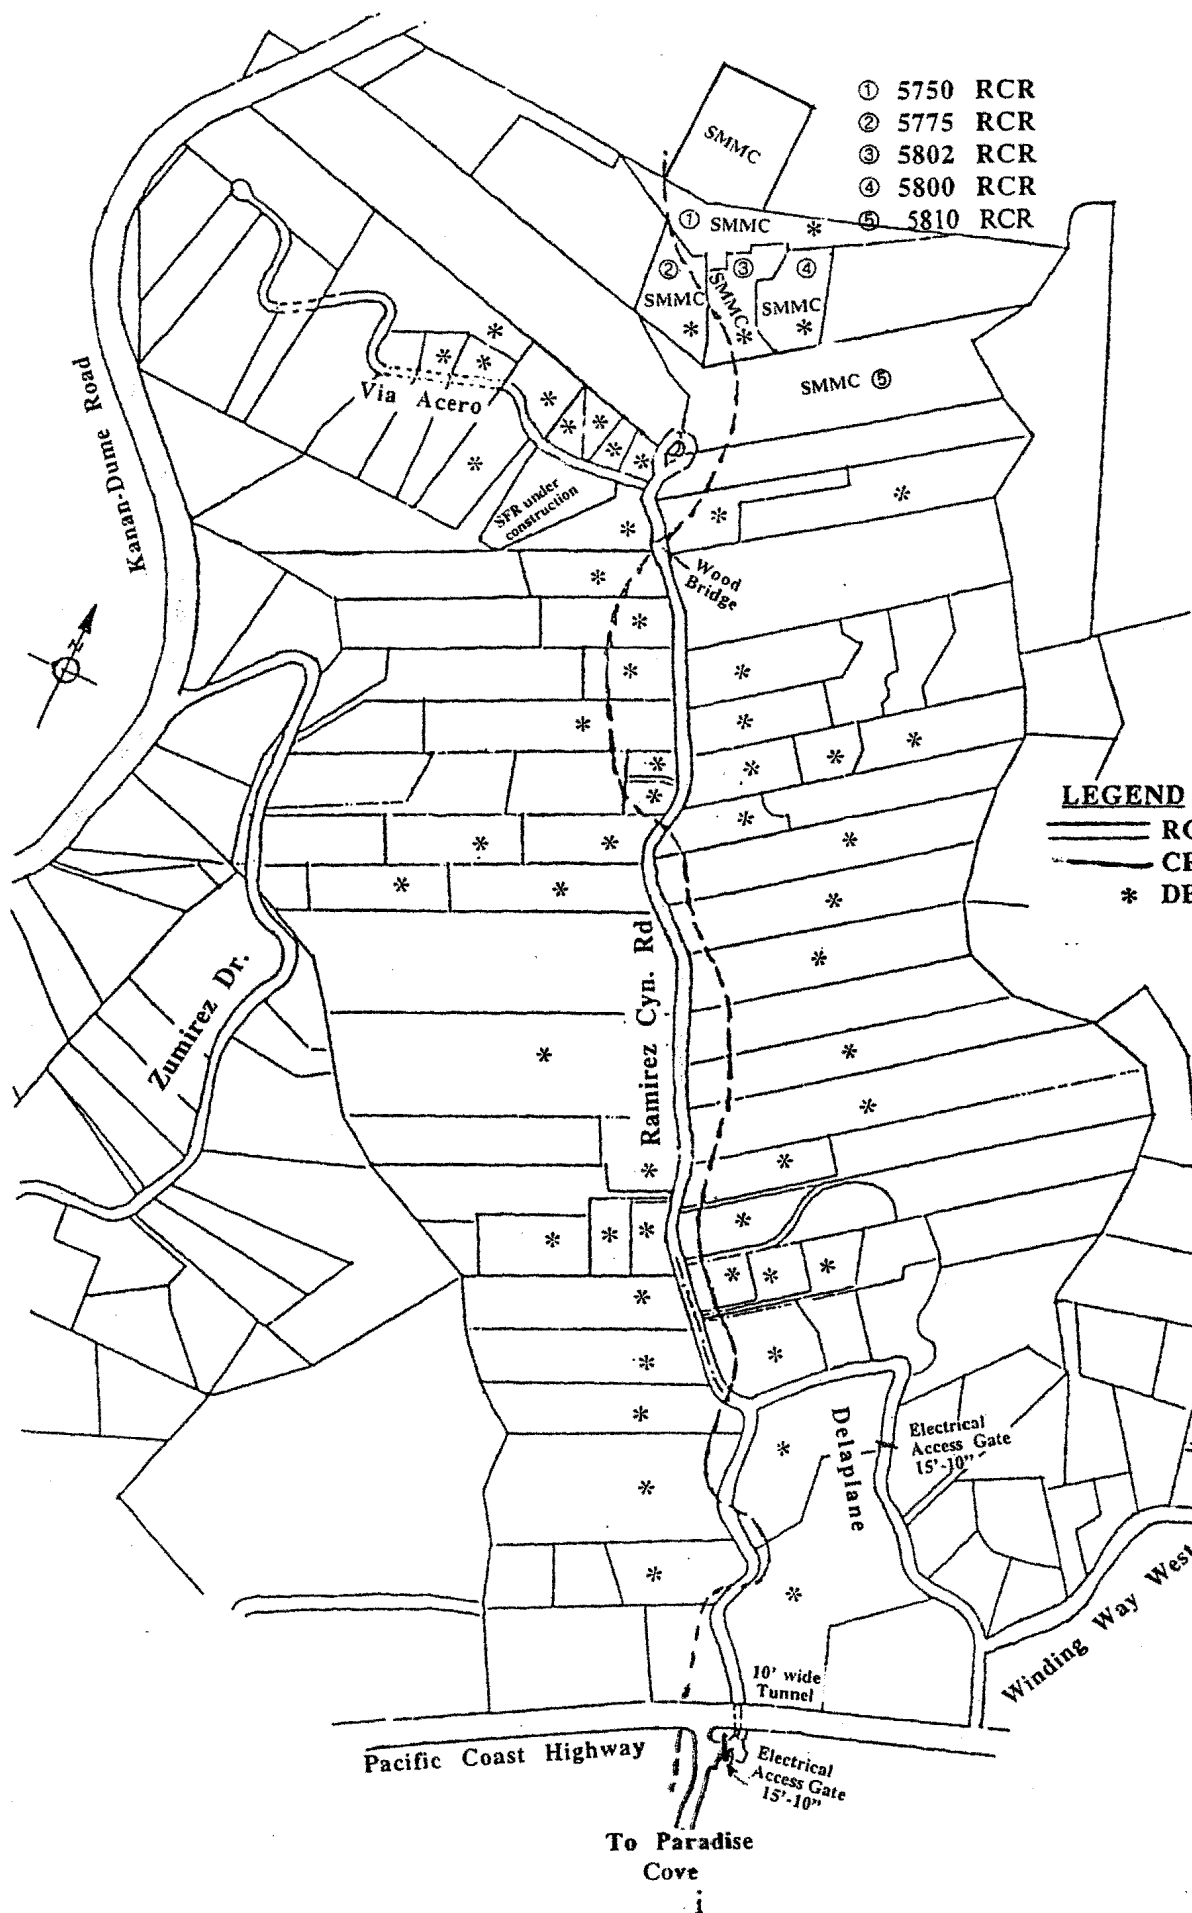 ① 5750 RCR
② 5775 RCR
③ 5802 RCR
④ 5800 RCR
⑤ 5810 RCR
SMMC
① SMMC *
②
SMMC
*
③
SMMC
*
④
SMMC
*
SMMC ⑤
Kanan-Dume Road
Via Acero
SFR under
construction
Wood
Bridge
N
LEGEND
RO
CR
* DE
Zumirez Dr.
Ramirez Cyn. Rd
Delaplane
Electrical
Access Gate
15'-10"
Winding Way West
10' wide
Tunnel
Pacific Coast Highway
Electrical
Access Gate
15'-10"
To Paradise
Cove
i